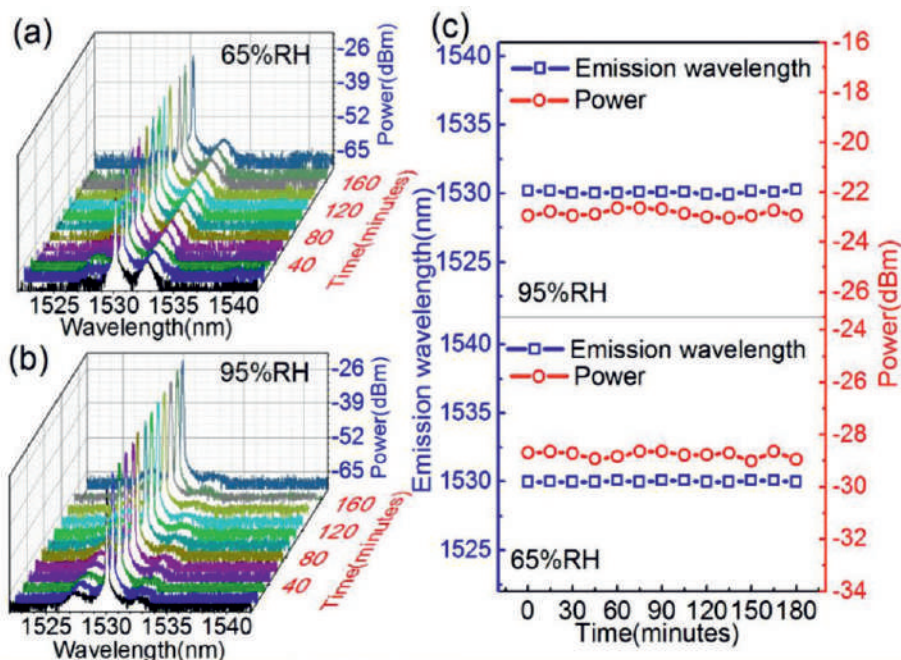 (a)
65%RH
-26
-39
-52
-65
Power(dBm)
160
120
80
40
Time(minutes)
1525 1530 1535 1540
Wavelength(nm)
(b)
95%RH
-26
-39
-52
-65
Power(dBm)
160
120
80
40
Time(minutes)
1525 1530 1535 1540
Wavelength(nm)
(c)
Emission wavelength(nm)
1540
1535
1530
1525
1540
1535
1530
1525
Emission wavelength
Power
95%RH
Emission wavelength
Power
65%RH
-16
-18
-20
-22
-24
-26
-24
-26
-28
-30
-32
-34
Power(dBm)
0 30 60 90 120 150 180
Time(minutes)